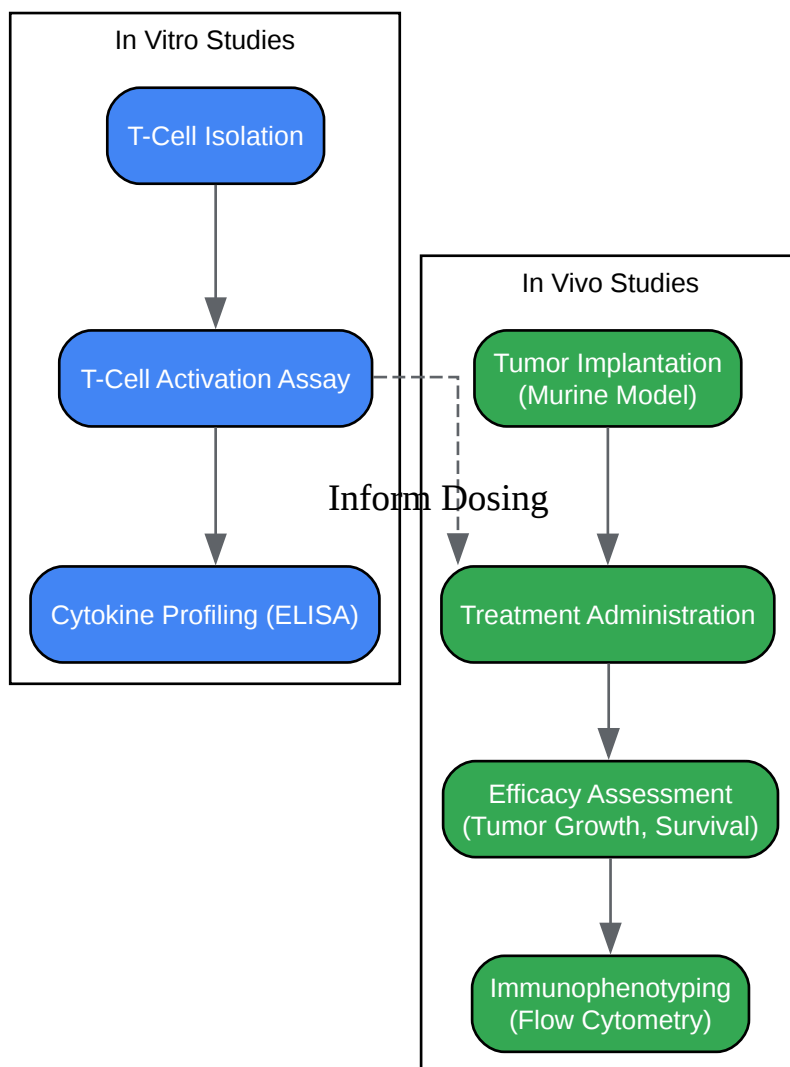 In Vitro Studies
T-Cell Isolation
T-Cell Activation Assay
Cytokine Profiling (ELISA)
Inform Dosing
In Vivo Studies
Tumor Implantation
(Murine Model)
Treatment Administration
Efficacy Assessment
(Tumor Growth, Survival)
Immunophenotyping
(Flow Cytometry)